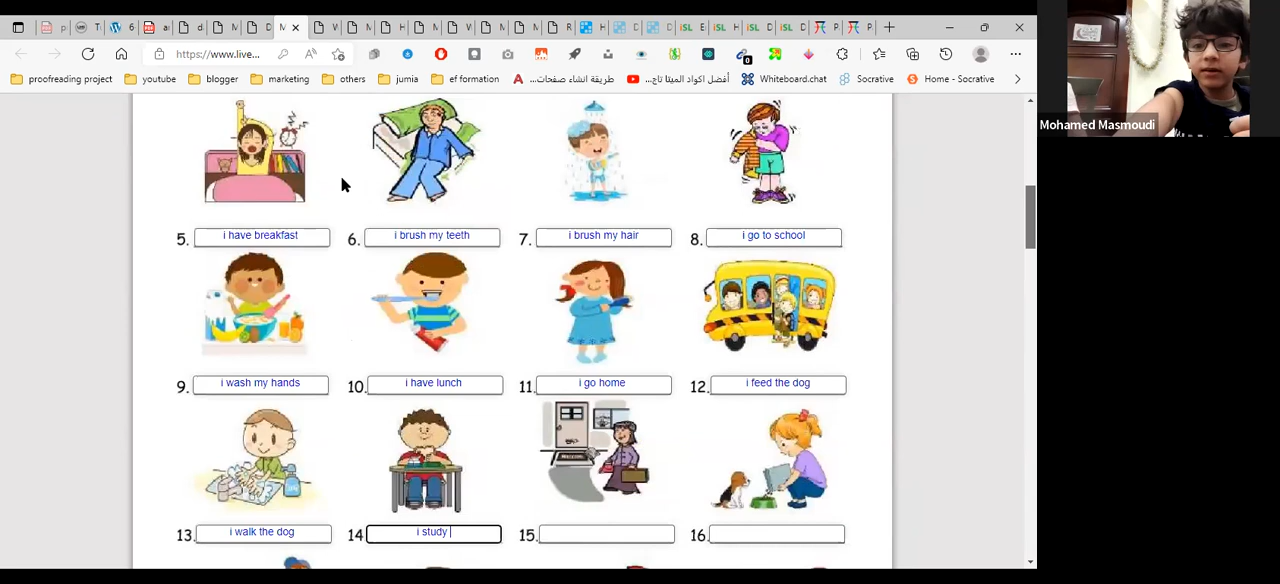 6
https://www.live...
0
proofreading project
youtube
blogger
marketing
others
jumia
ef formation
طريقة انشاء صفحات...
أفضل اكواد الميتا تاج...
Whiteboard.chat
Socrative
Home - Socrative
Mohamed Masmoudi
5. i have breakfast 6. i brush my teeth 7. i brush my hair 8. i go to school
9. i wash my hands 10. i have lunch 11. i go home 12. i feed the dog
13. i walk the dog 14 i study 15. 16.